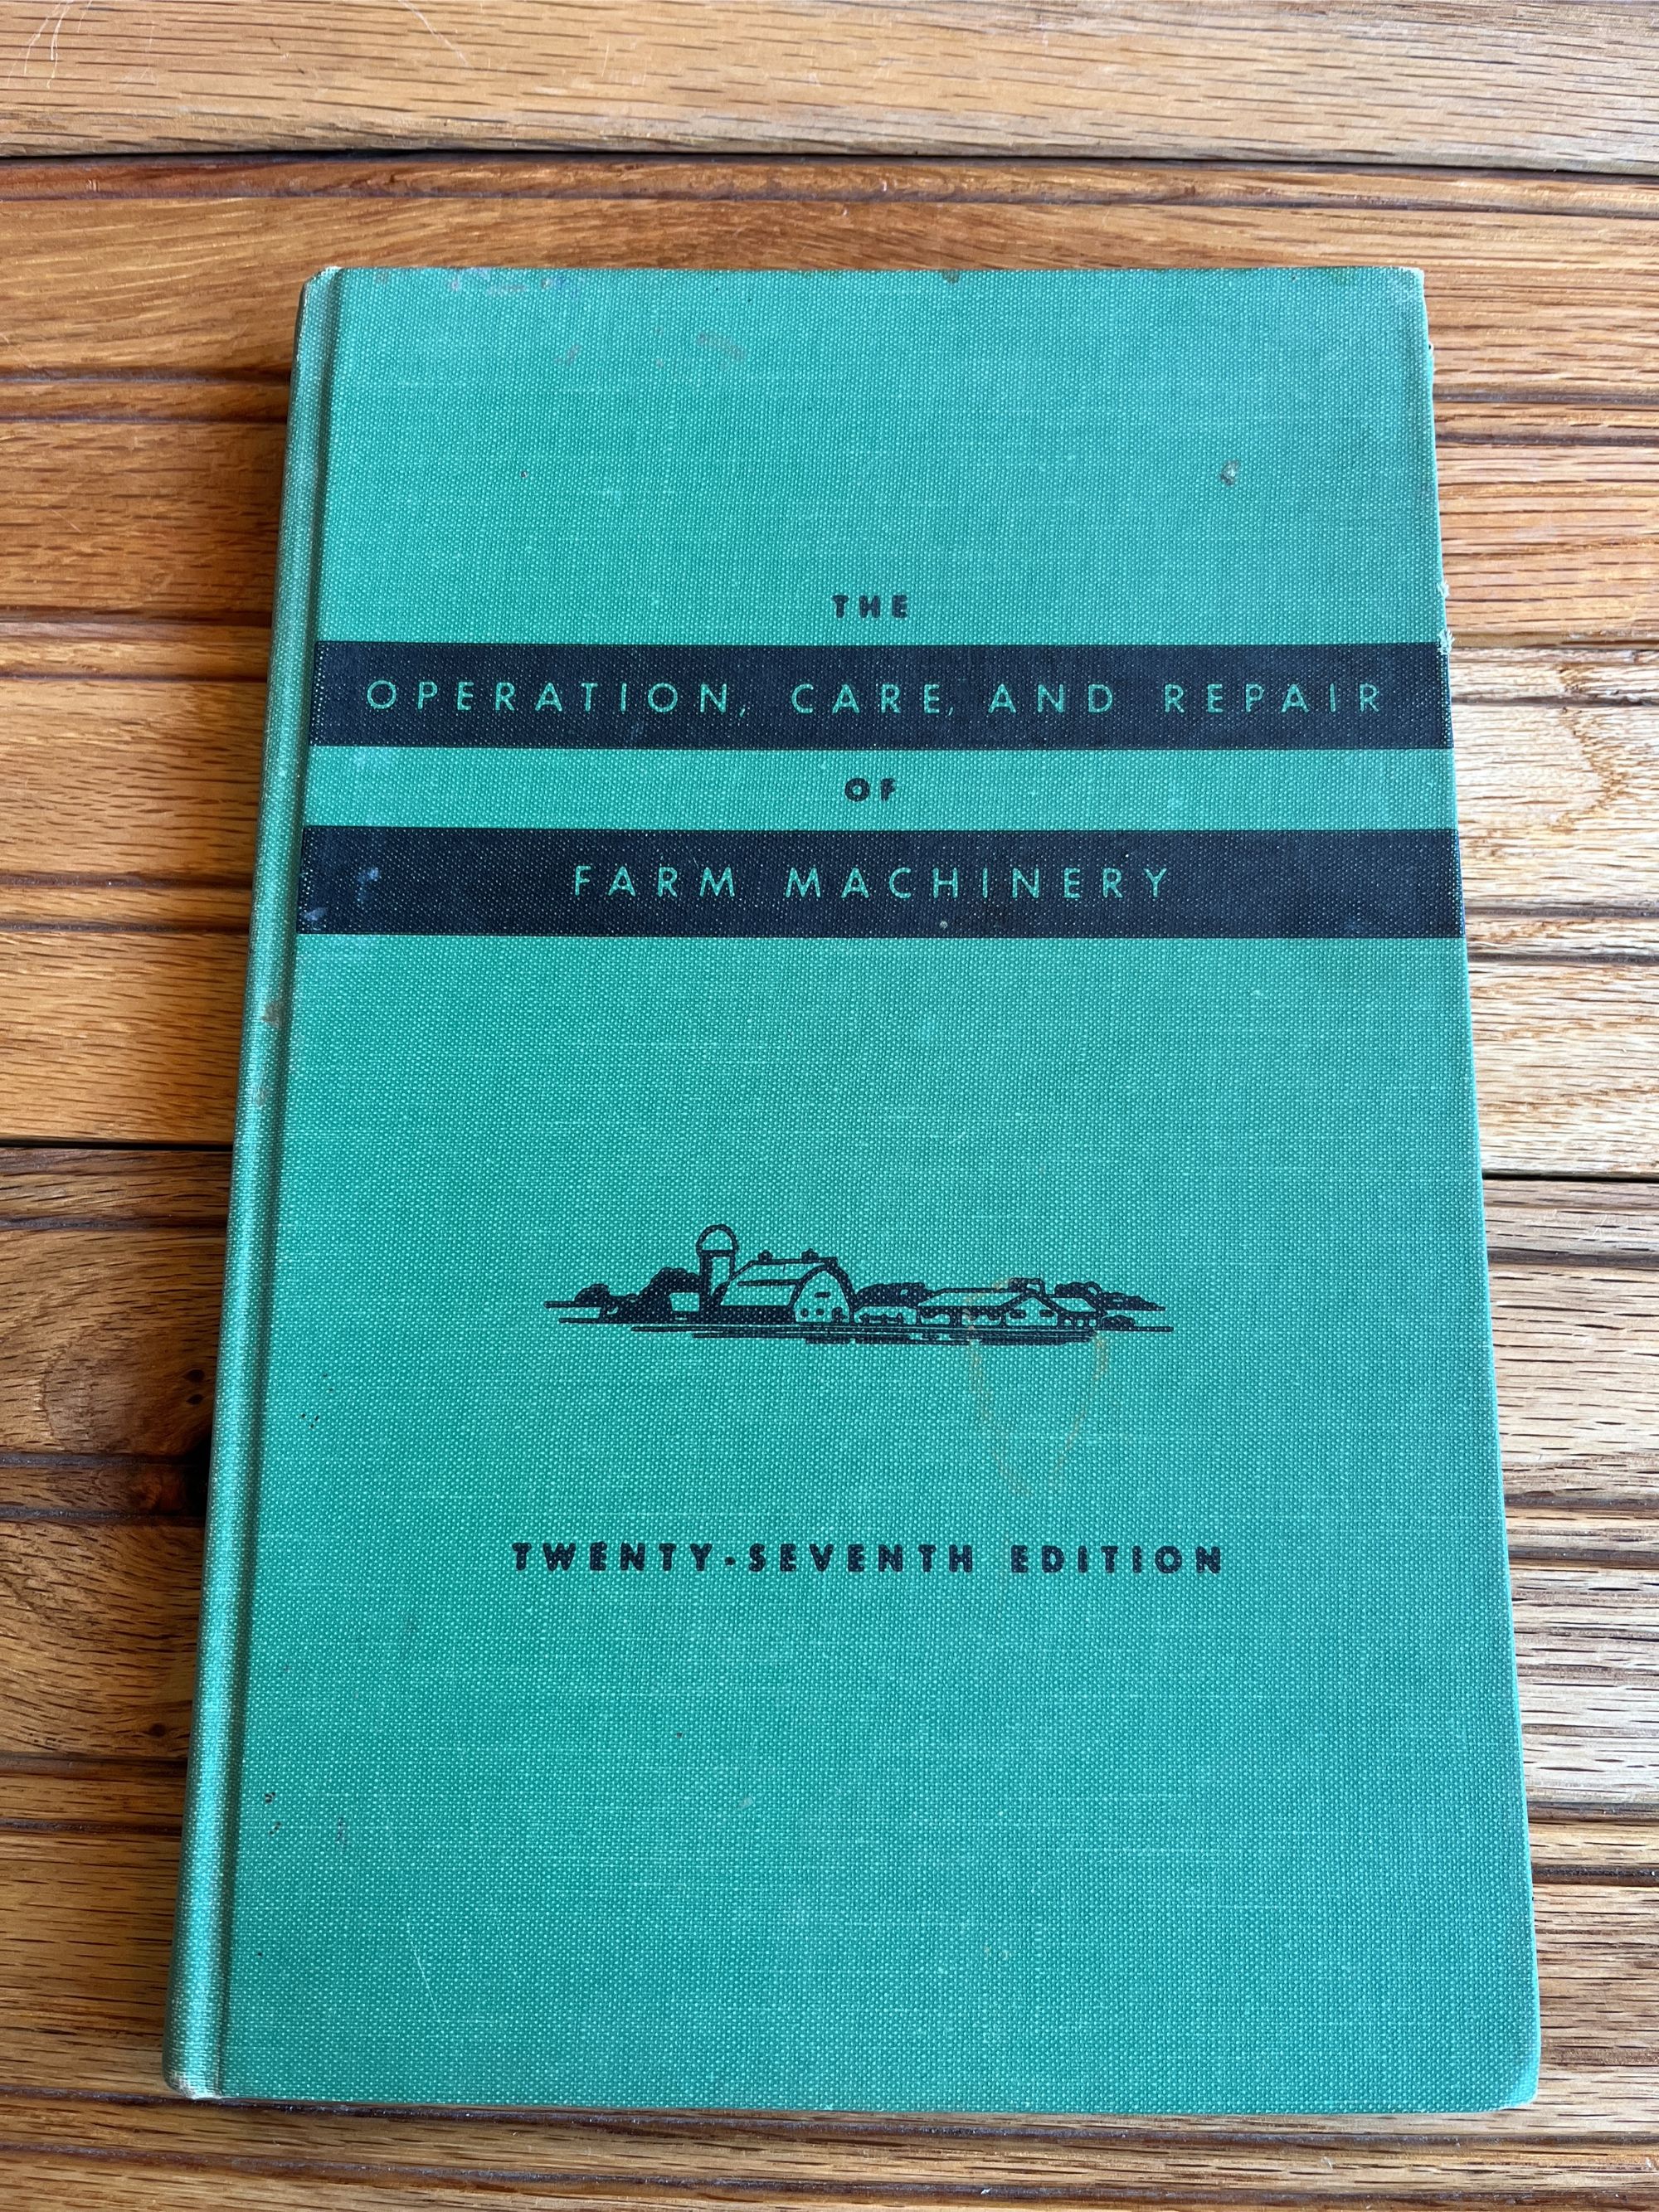 THE
OPERATION, CARE, AND REPAIR
OF
FARM MACHINERY
TWENTY-SEVENTH EDITION